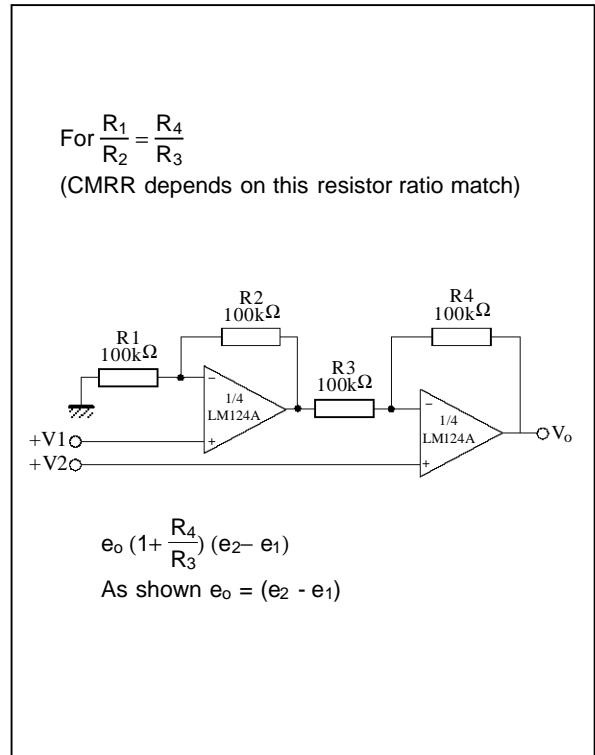 For R1/R2 = R4/R3
(CMRR depends on this resistor ratio match)
R2
100kΩ
R4
100kΩ
R1
100kΩ
R3
100kΩ
−
1/4
LM124A
+
−
1/4
LM124A
+
+V1
+V2
Vo
eo (1+ R4/R3) (e2– e1)
As shown eo = (e2 - e1)